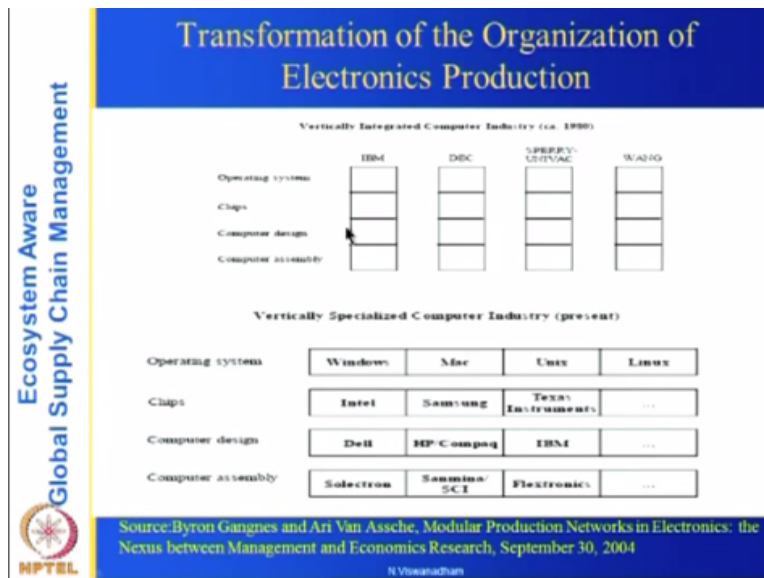 Transformation of the Organization of
Electronics Production
Ecosystem Aware
Global Supply Chain Management
Vertically Integrated Computer Industry (ca. 1980)
IBM DEC SPERRY-UNIVAC WANG
Operating system
Chips
Computer design
Computer assembly
Vertically Specialized Computer Industry (present)
Operating system Windows Mac Unix Linux
Chips Intel Samsung Texas Instruments ...
Computer design Dell HP/Compaq IBM ...
Computer assembly Solectron Sanmina/SCI Flextronics ...
Source:Byron Gangnes and Ari Van Assche, Modular Production Networks in Electronics: the
Nexus between Management and Economics Research, September 30, 2004
NPTEL
N.Viswanadham